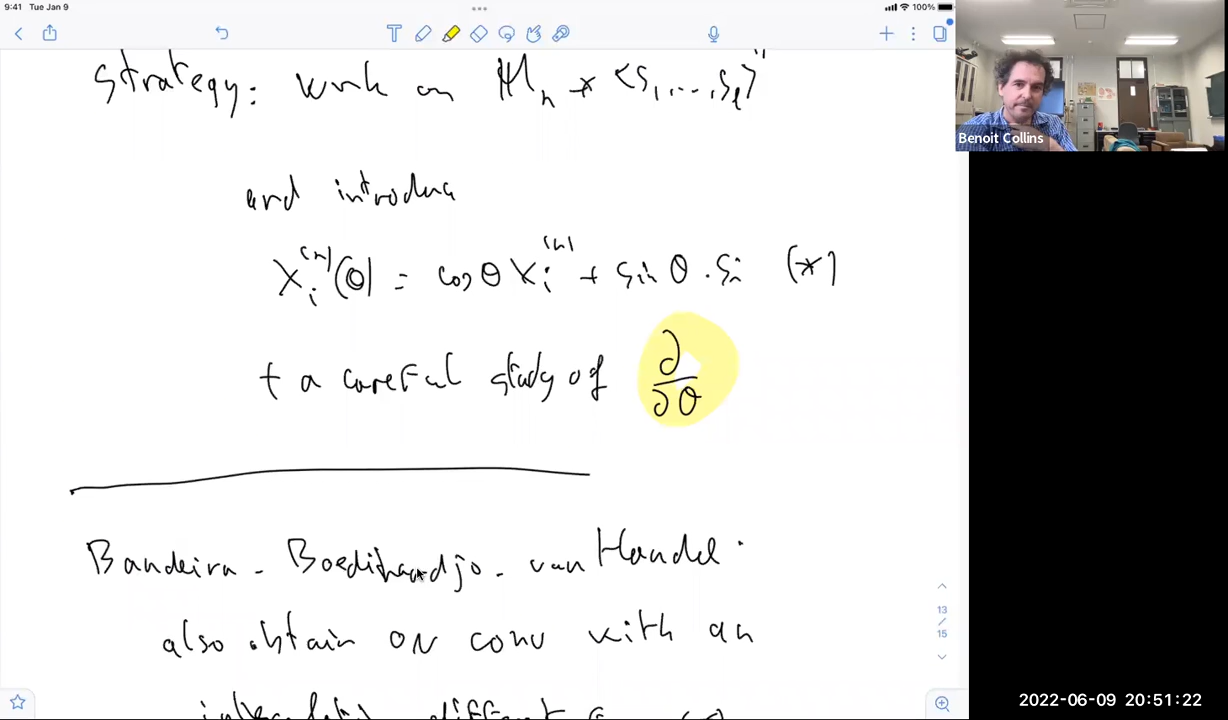 9:41 Tue Jan 9
100%
strategy: work on M_n * <s_1,...,s_l>"
and introduce
X_i^(n)(θ) = cos θ X_i^(n) + sin θ . s_i (*)
+ a careful study of ∂/∂θ
Bandeira - Boedihardjo - van Handel .
also obtain on conv with an
13
/
15
Benoit Collins
2022-06-09 20:51:22